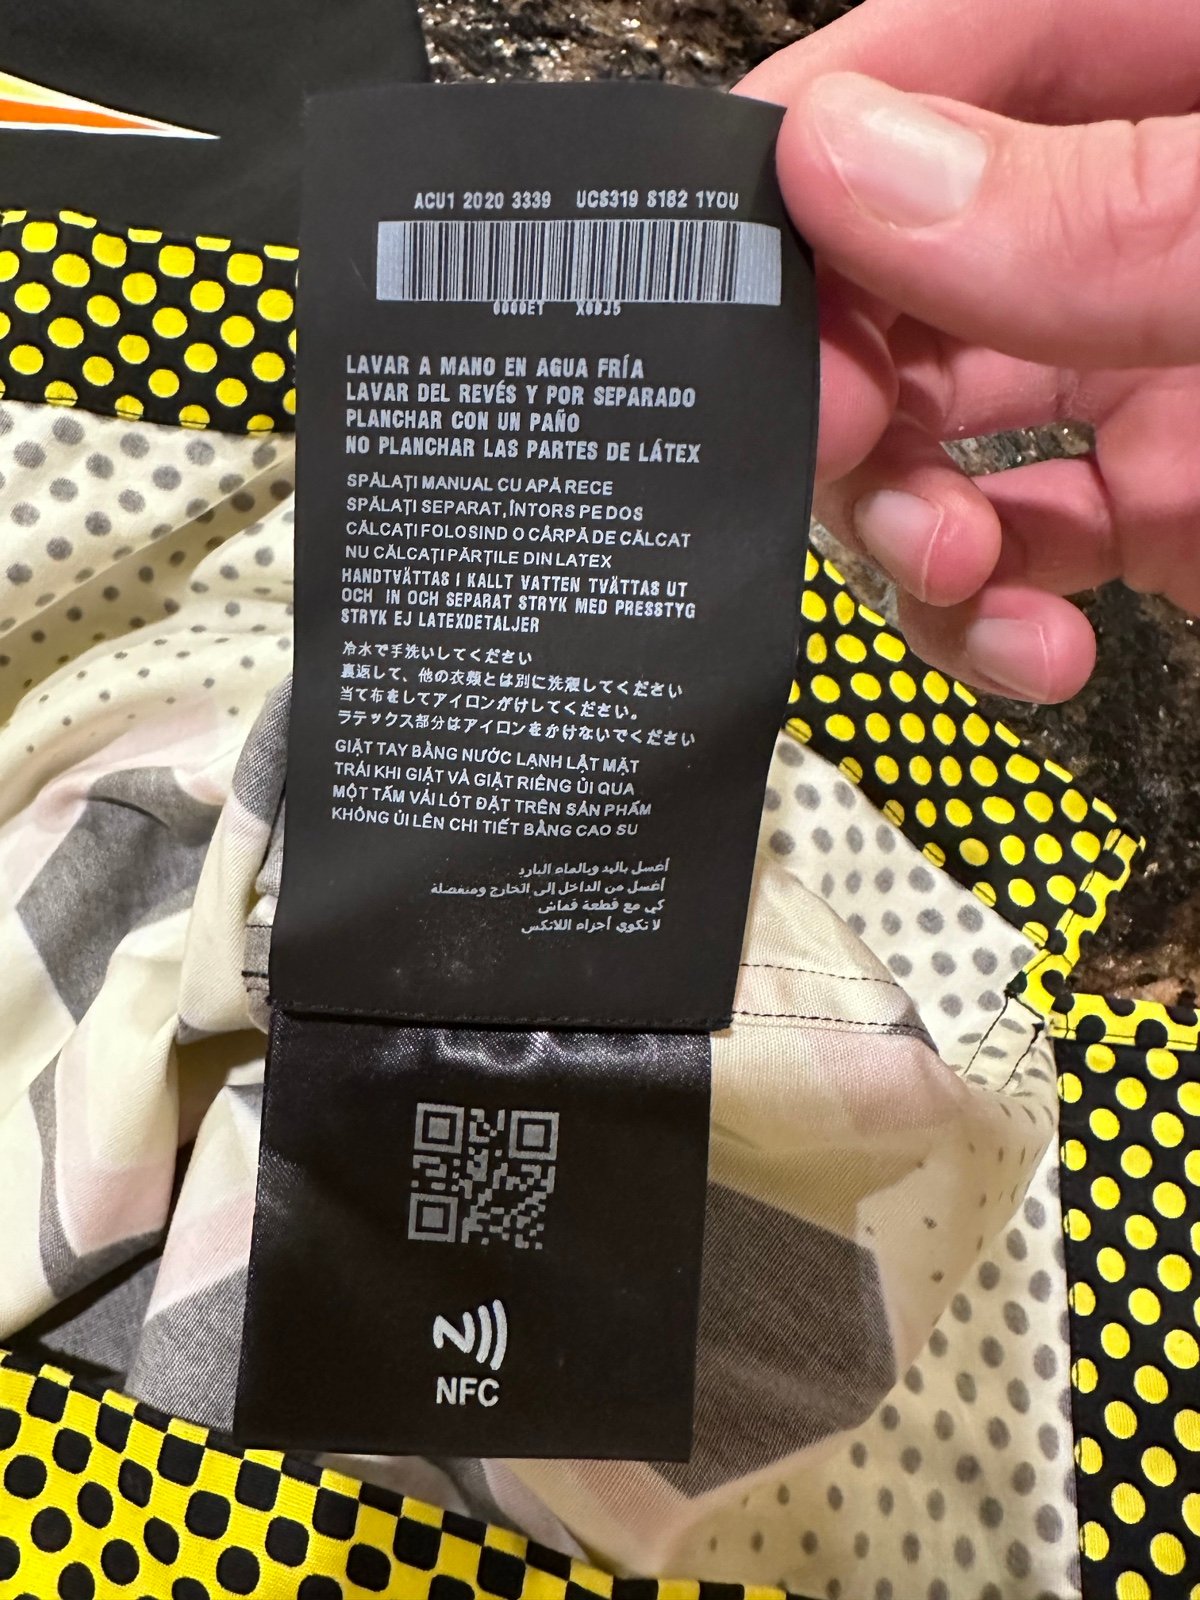 ACU1 2020 3339 UCS319 S182 1YOU
LAVAR A MANO EN AGUA FRÍA
LAVAR DEL REVÉS Y POR SEPARADO
PLANCHAR CON UN PAÑO
NO PLANCHAR LAS PARTES DE LÁTEX
SPĂLAȚI MANUAL CU APĂ RECE
SPĂLAȚI SEPARAT, ÎNTORS PE DOS
CĂLCAȚI FOLOSIND O CÂRPĂ DE CĂLCAT
NU CĂLCAȚI PĂRȚILE DIN LATEX
HANDTVÄTTAS I KALLT VATTEN TVÄTTAS UT
OCH IN OCH SEPARAT STRYK MED PRESSTYG
STRYK EJ LATEXDETALJER
冷水で手洗いしてください
裏返して、他の衣類とは別に洗濯してください
当て布をしてアイロンがけしてください。
ラテックス部分はアイロンをかけないでください
GIẶT TAY BẰNG NƯỚC LẠNH LẬT MẶT
TRÁI KHI GIẶT VÀ GIẶT RIÊNG ỦI QUA
MỘT TẤM VẢI LÓT ĐẶT TRÊN SẢN PHẨM
KHÔNG ỦI LÊN CHI TIẾT BẰNG CAO SU
أغسل باليد وبالماء البارد
أغسل من الداخل إلى الخارج ومنفصلة
كي مع قطعة قماش
لا تكوي أجزاء اللاتكس
NFC